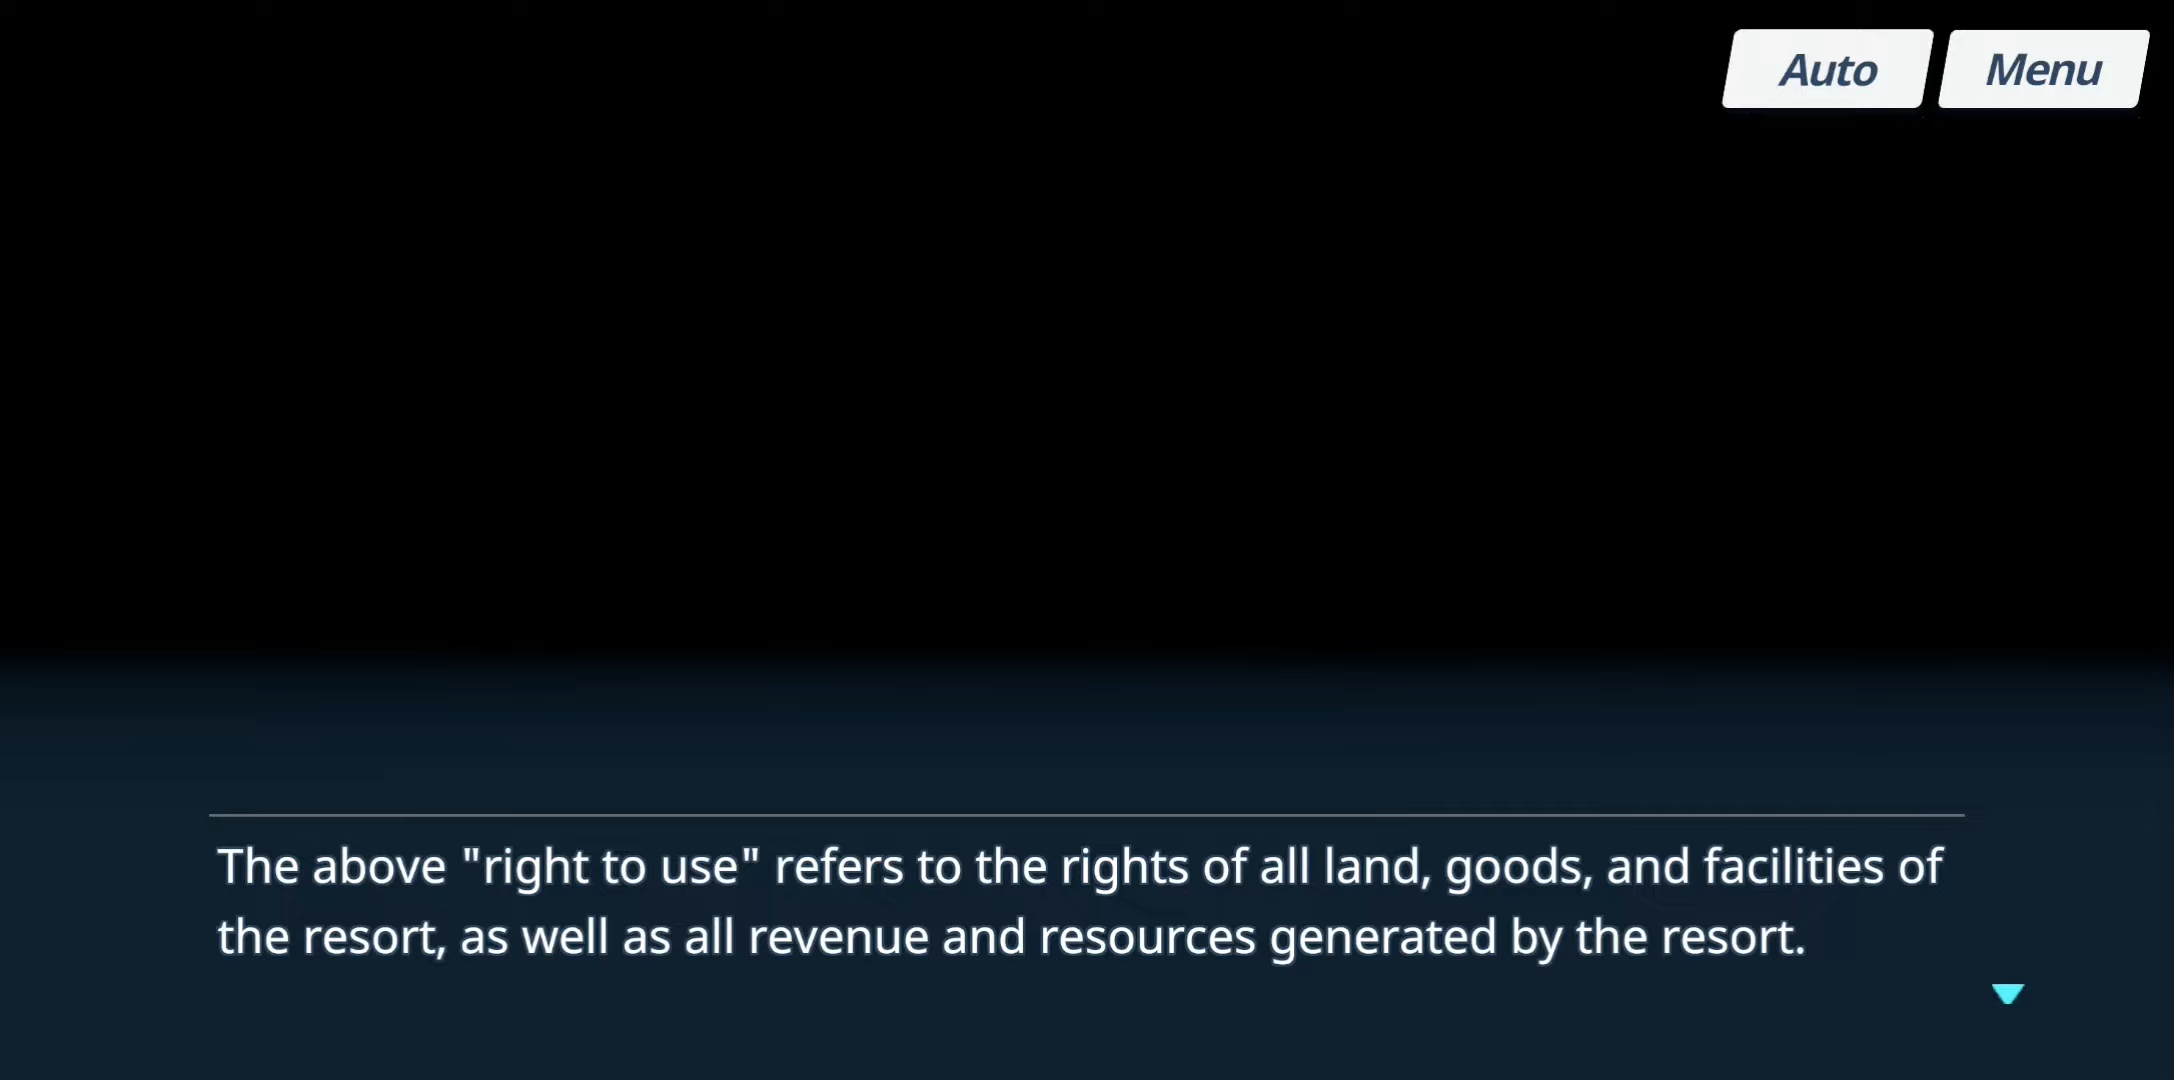 Auto Menu
The above "right to use" refers to the rights of all land, goods, and facilities of
the resort, as well as all revenue and resources generated by the resort.